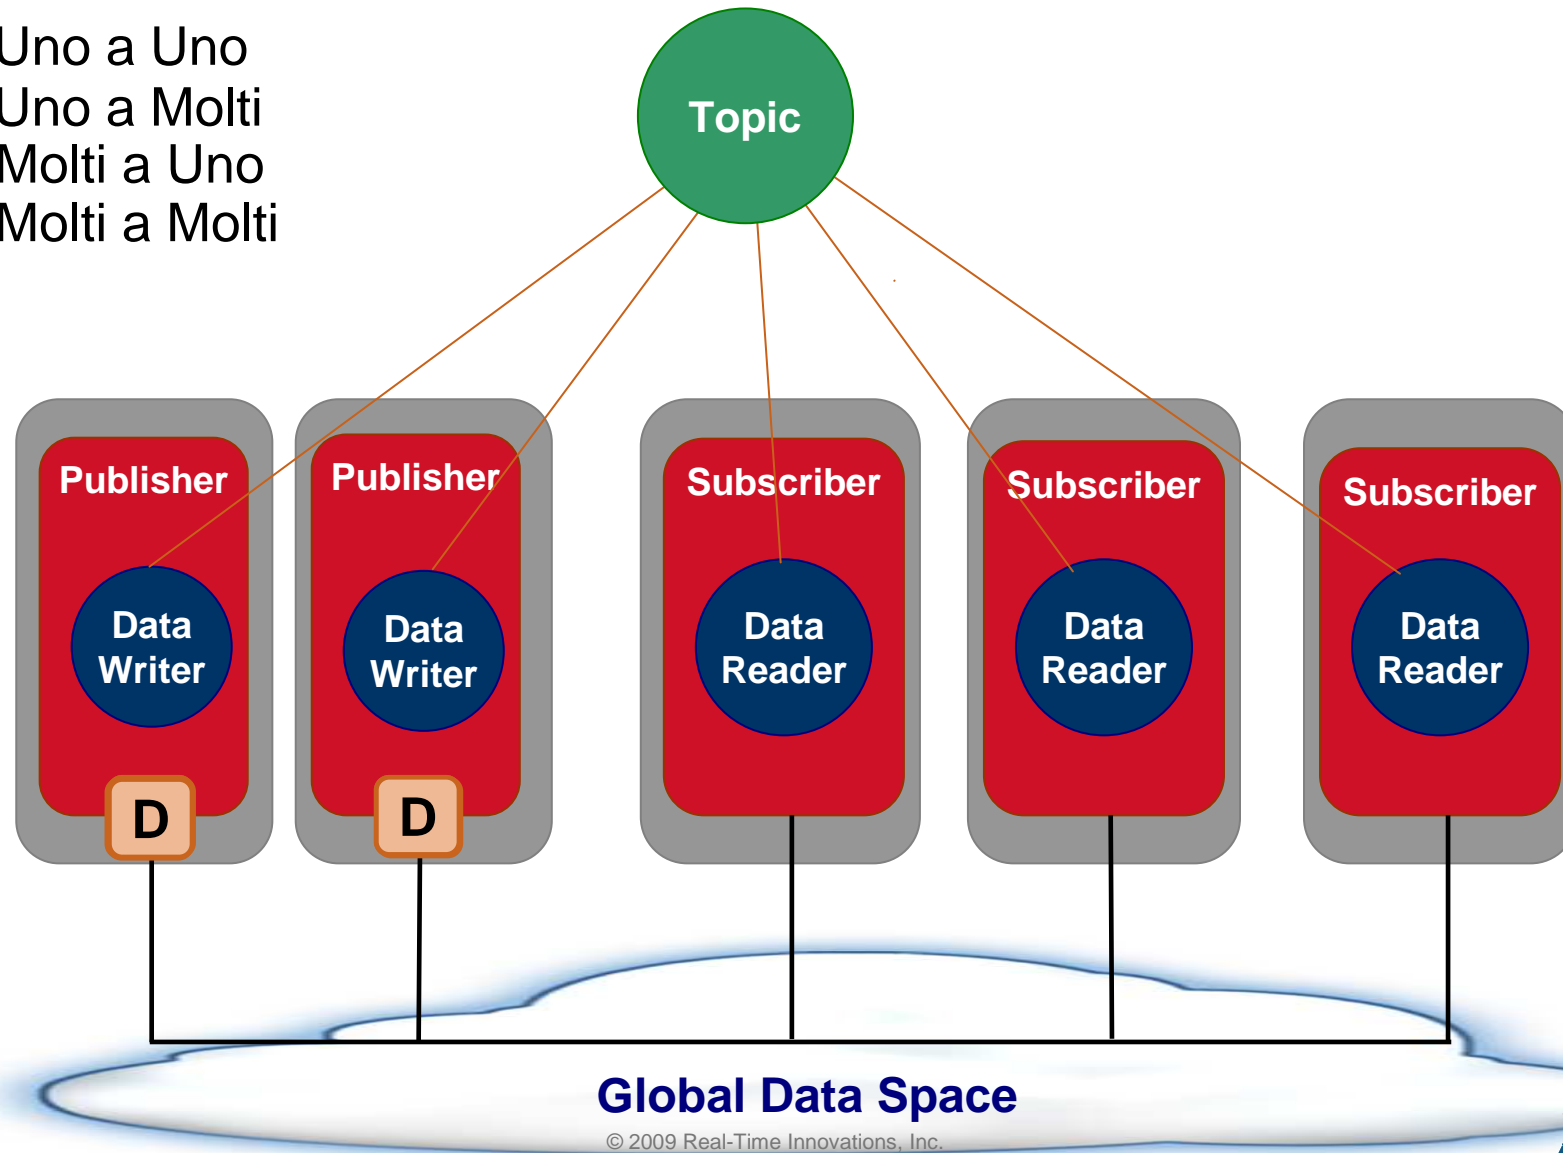 Uno a Uno
Uno a Molti
Molti a Uno
Molti a Molti
Topic
Publisher
Data
Writer
D
Publisher
Data
Writer
D
Subscriber
Data
Reader
Subscriber
Data
Reader
Subscriber
Data
Reader
Global Data Space
© 2009 Real-Time Innovations, Inc.